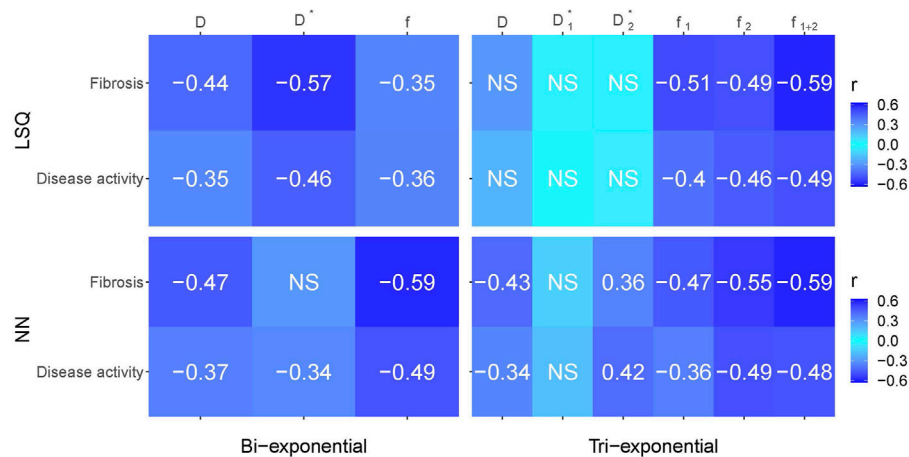 D D* f D D*1 D*2 f1 f2 f1+2
LSQ
Fibrosis −0.44 −0.57 −0.35 NS NS NS −0.51 −0.49 −0.59
Disease activity −0.35 −0.46 −0.36 NS NS NS −0.4 −0.46 −0.49
r
0.6
0.3
0.0
−0.3
−0.6
NN
Fibrosis −0.47 NS −0.59 −0.43 NS 0.36 −0.47 −0.55 −0.59
Disease activity −0.37 −0.34 −0.49 −0.34 NS 0.42 −0.36 −0.49 −0.48
r
0.6
0.3
0.0
−0.3
−0.6
Bi−exponential Tri−exponential